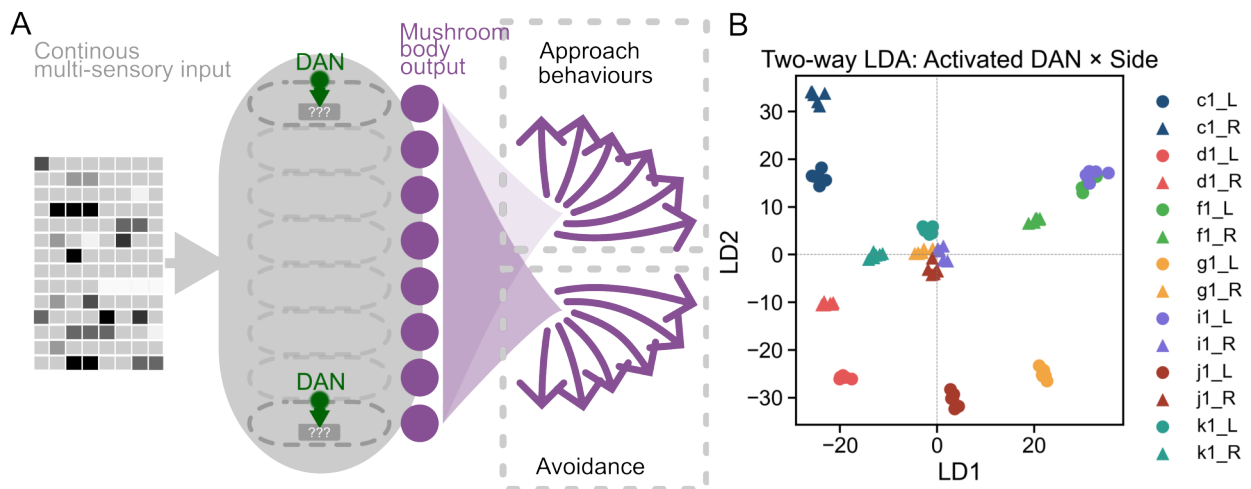 A
Continous
multi-sensory input
DAN
???
DAN
???
Mushroom
body
output
Approach
behaviours
Avoidance
B
Two-way LDA: Activated DAN × Side
LD2
30
20
10
0
−10
−20
−30
−20
0
20
LD1
c1_L
c1_R
d1_L
d1_R
f1_L
f1_R
g1_L
g1_R
i1_L
i1_R
j1_L
j1_R
k1_L
k1_R